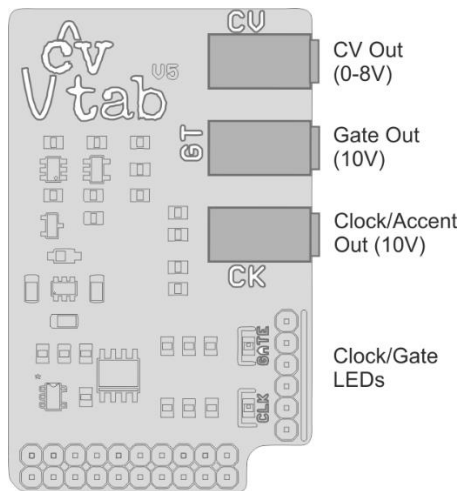 ĉv
Vtab
V5
CV
GT
CK
GATE
CLK
CV Out
(0-8V)
Gate Out
(10V)
Clock/Accent
Out (10V)
Clock/Gate
LEDs